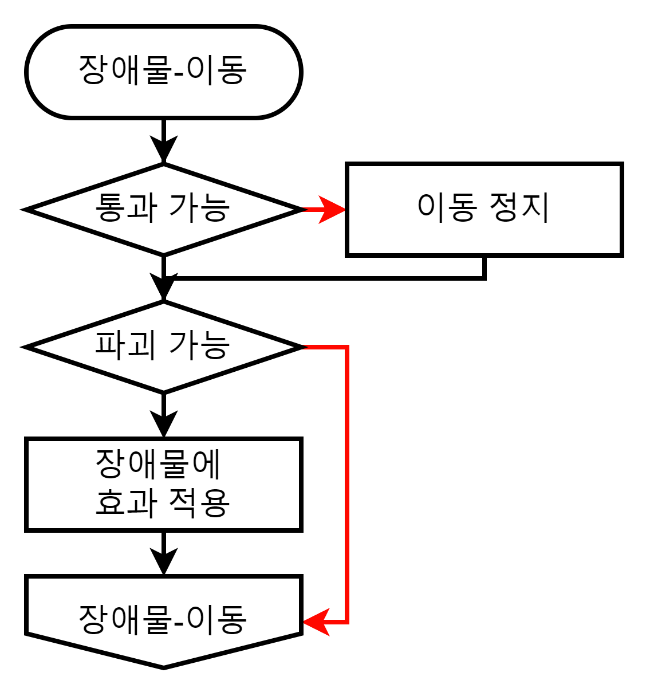 장애물-이동
통과 가능
이동 정지
파괴 가능
장애물에
효과 적용
장애물-이동